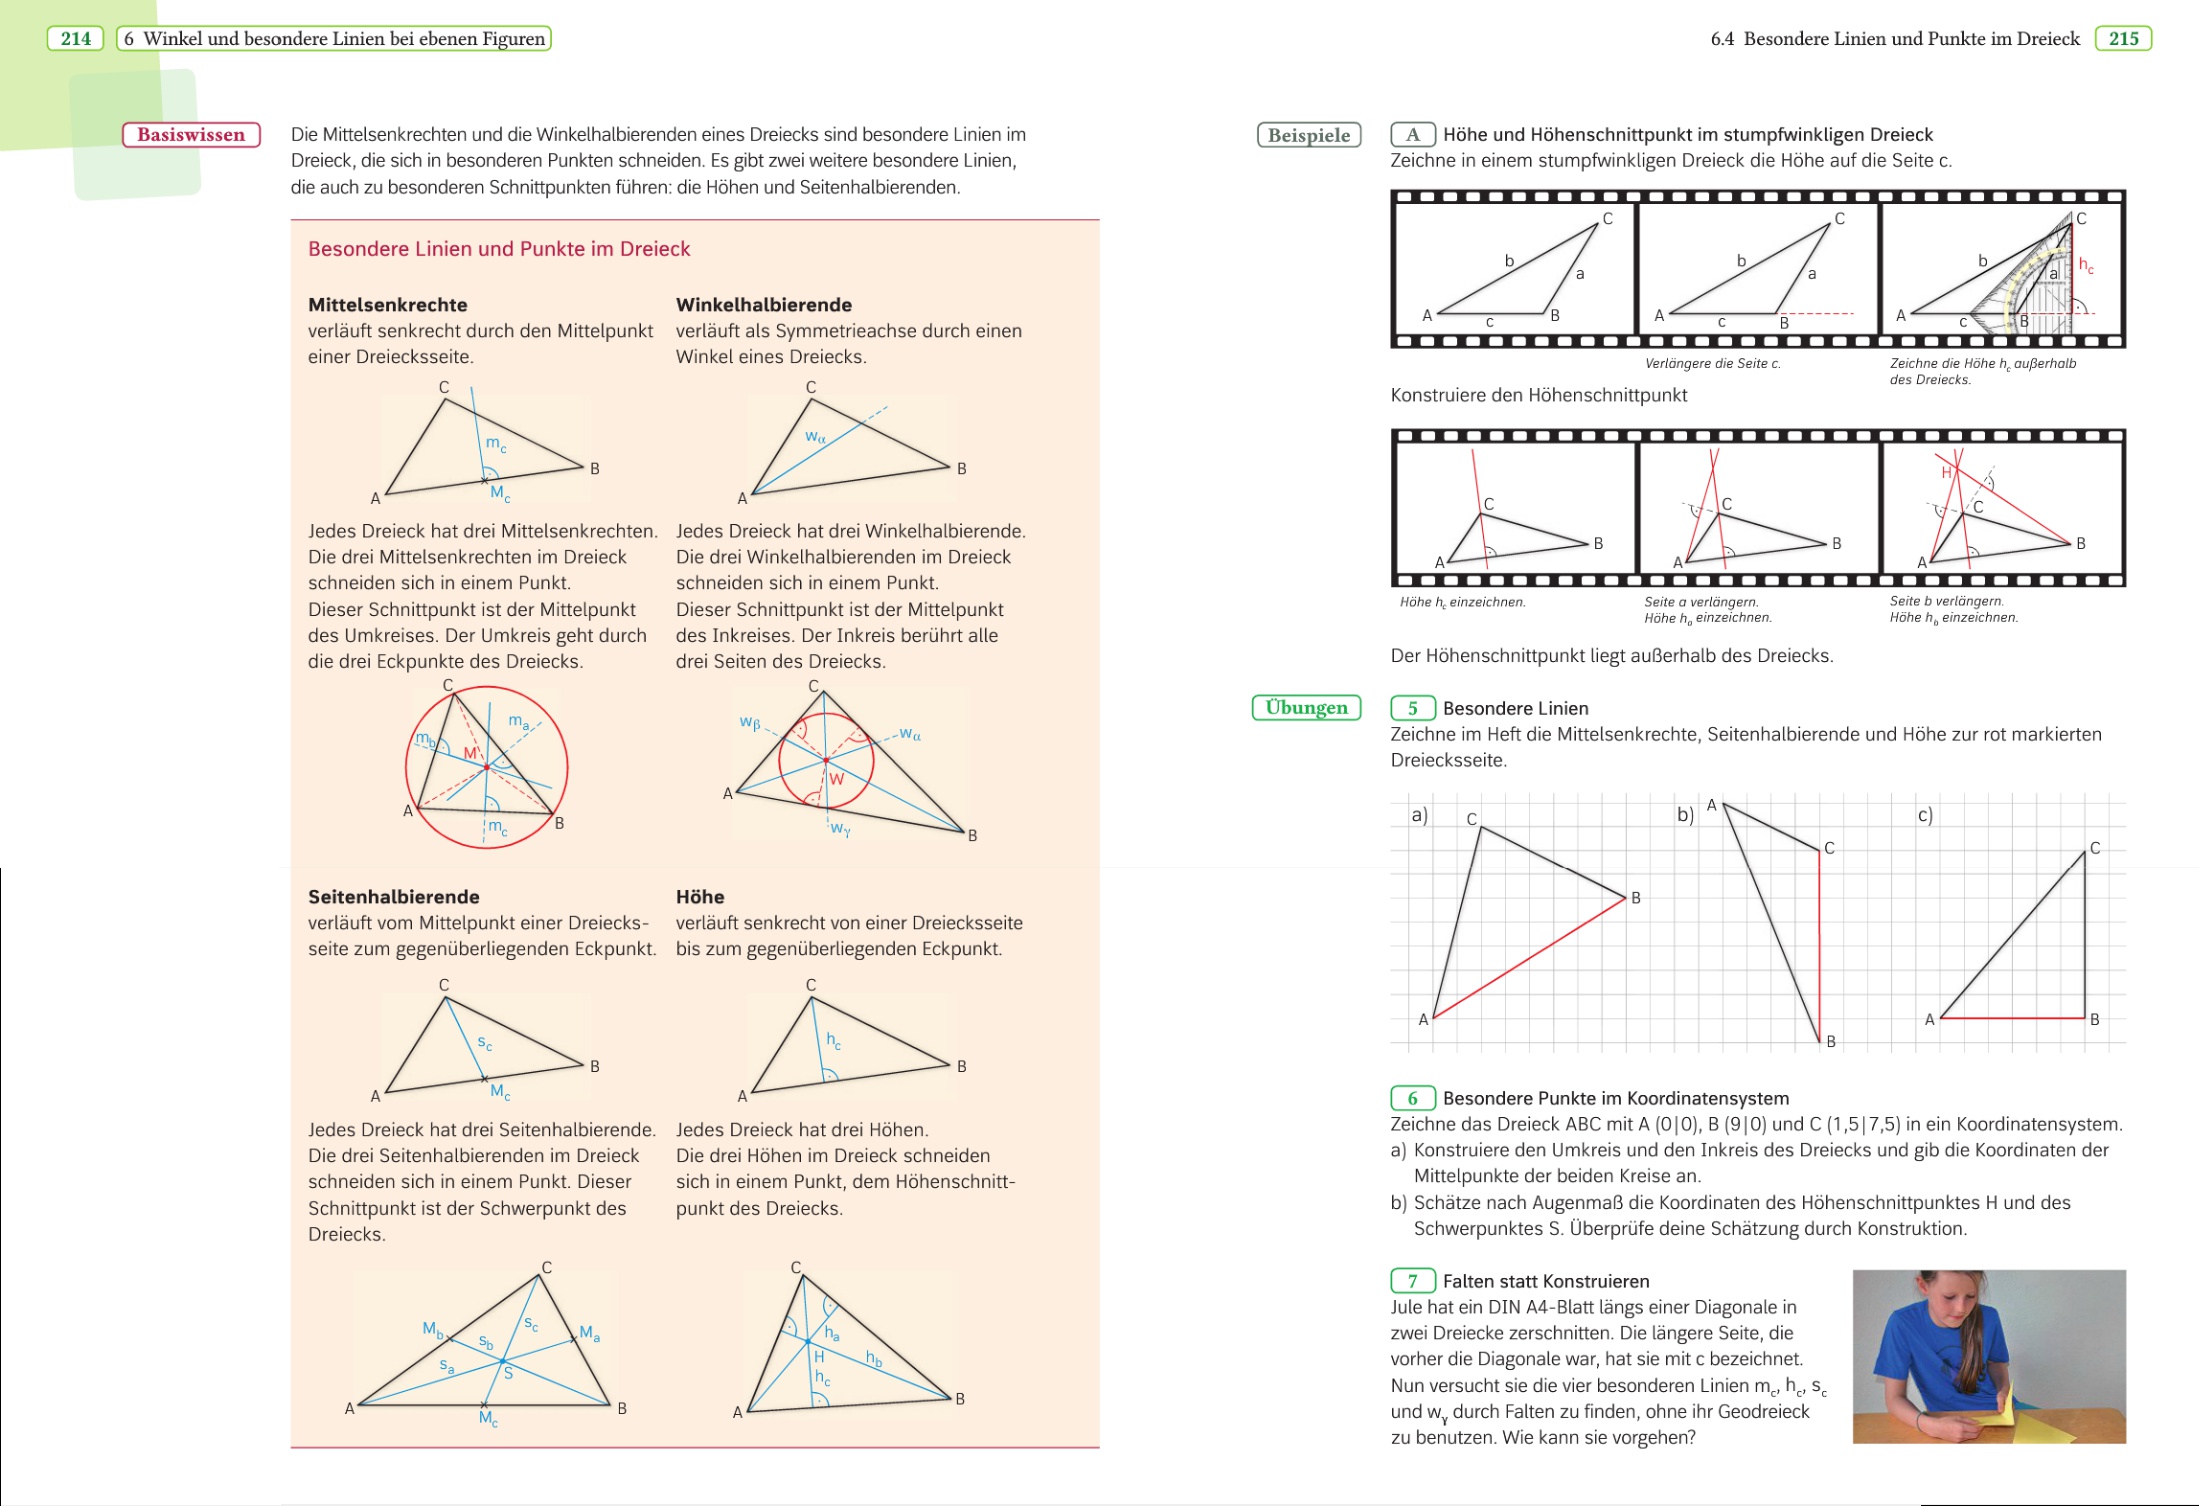 214 6 Winkel und besondere Linien bei ebenen Figuren
6.4 Besondere Linien und Punkte im Dreieck 215
Basiswissen
Die Mittelsenkrechten und die Winkelhalbierenden eines Dreiecks sind besondere Linien im
Dreieck, die sich in besonderen Punkten schneiden. Es gibt zwei weitere besondere Linien,
die auch zu besonderen Schnittpunkten führen: die Höhen und Seitenhalbierenden.
Besondere Linien und Punkte im Dreieck
Mittelsenkrechte
verläuft senkrecht durch den Mittelpunkt
einer Dreiecksseite.
C
m_c
B
A
M_c
Jedes Dreieck hat drei Mittelsenkrechten.
Die drei Mittelsenkrechten im Dreieck
schneiden sich in einem Punkt.
Dieser Schnittpunkt ist der Mittelpunkt
des Umkreises. Der Umkreis geht durch
die drei Eckpunkte des Dreiecks.
C
m_a
m_b
M
A
m_c
B
Winkelhalbierende
verläuft als Symmetrieachse durch einen
Winkel eines Dreiecks.
C
w_α
B
A
Jedes Dreieck hat drei Winkelhalbierende.
Die drei Winkelhalbierenden im Dreieck
schneiden sich in einem Punkt.
Dieser Schnittpunkt ist der Mittelpunkt
des Inkreises. Der Inkreis berührt alle
drei Seiten des Dreiecks.
C
w_β
w_α
W
A
w_γ
B
Seitenhalbierende
verläuft vom Mittelpunkt einer Dreiecks-
seite zum gegenüberliegenden Eckpunkt.
C
s_c
B
A
M_c
Jedes Dreieck hat drei Seitenhalbierende.
Die drei Seitenhalbierenden im Dreieck
schneiden sich in einem Punkt. Dieser
Schnittpunkt ist der Schwerpunkt des
Dreiecks.
C
M_b
s_b
s_c
M_a
s_a
S
A
M_c
B
Höhe
verläuft senkrecht von einer Dreiecksseite
bis zum gegenüberliegenden Eckpunkt.
C
h_c
B
A
Jedes Dreieck hat drei Höhen.
Die drei Höhen im Dreieck schneiden
sich in einem Punkt, dem Höhenschnitt-
punkt des Dreiecks.
C
h_a
H
h_b
h_c
A
B
Beispiele
A Höhe und Höhenschnittpunkt im stumpfwinkligen Dreieck
Zeichne in einem stumpfwinkligen Dreieck die Höhe auf die Seite c.
C
b
a
A
c
B
C
b
a
A
c
B
C
b
a
h_c
A
c
B
Verlängere die Seite c.
Zeichne die Höhe h_c außerhalb
des Dreiecks.
Konstruiere den Höhenschnittpunkt
C
B
A
C
B
A
H
C
B
A
Höhe h_c einzeichnen.
Seite a verlängern.
Höhe h_a einzeichnen.
Seite b verlängern.
Höhe h_b einzeichnen.
Der Höhenschnittpunkt liegt außerhalb des Dreiecks.
Übungen
5 Besondere Linien
Zeichne im Heft die Mittelsenkrechte, Seitenhalbierende und Höhe zur rot markierten
Dreiecksseite.
a)
C
B
A
b)
A
C
B
c)
C
A
B
6 Besondere Punkte im Koordinatensystem
Zeichne das Dreieck ABC mit A (0|0), B (9|0) und C (1,5|7,5) in ein Koordinatensystem.
a) Konstruiere den Umkreis und den Inkreis des Dreiecks und gib die Koordinaten der
Mittelpunkte der beiden Kreise an.
b) Schätze nach Augenmaß die Koordinaten des Höhenschnittpunktes H und des
Schwerpunktes S. Überprüfe deine Schätzung durch Konstruktion.
7 Falten statt Konstruieren
Jule hat ein DIN A4-Blatt längs einer Diagonale in
zwei Dreiecke zerschnitten. Die längere Seite, die
vorher die Diagonale war, hat sie mit c bezeichnet.
Nun versucht sie die vier besonderen Linien m_c, h_c, s_c
und w_γ durch Falten zu finden, ohne ihr Geodreieck
zu benutzen. Wie kann sie vorgehen?